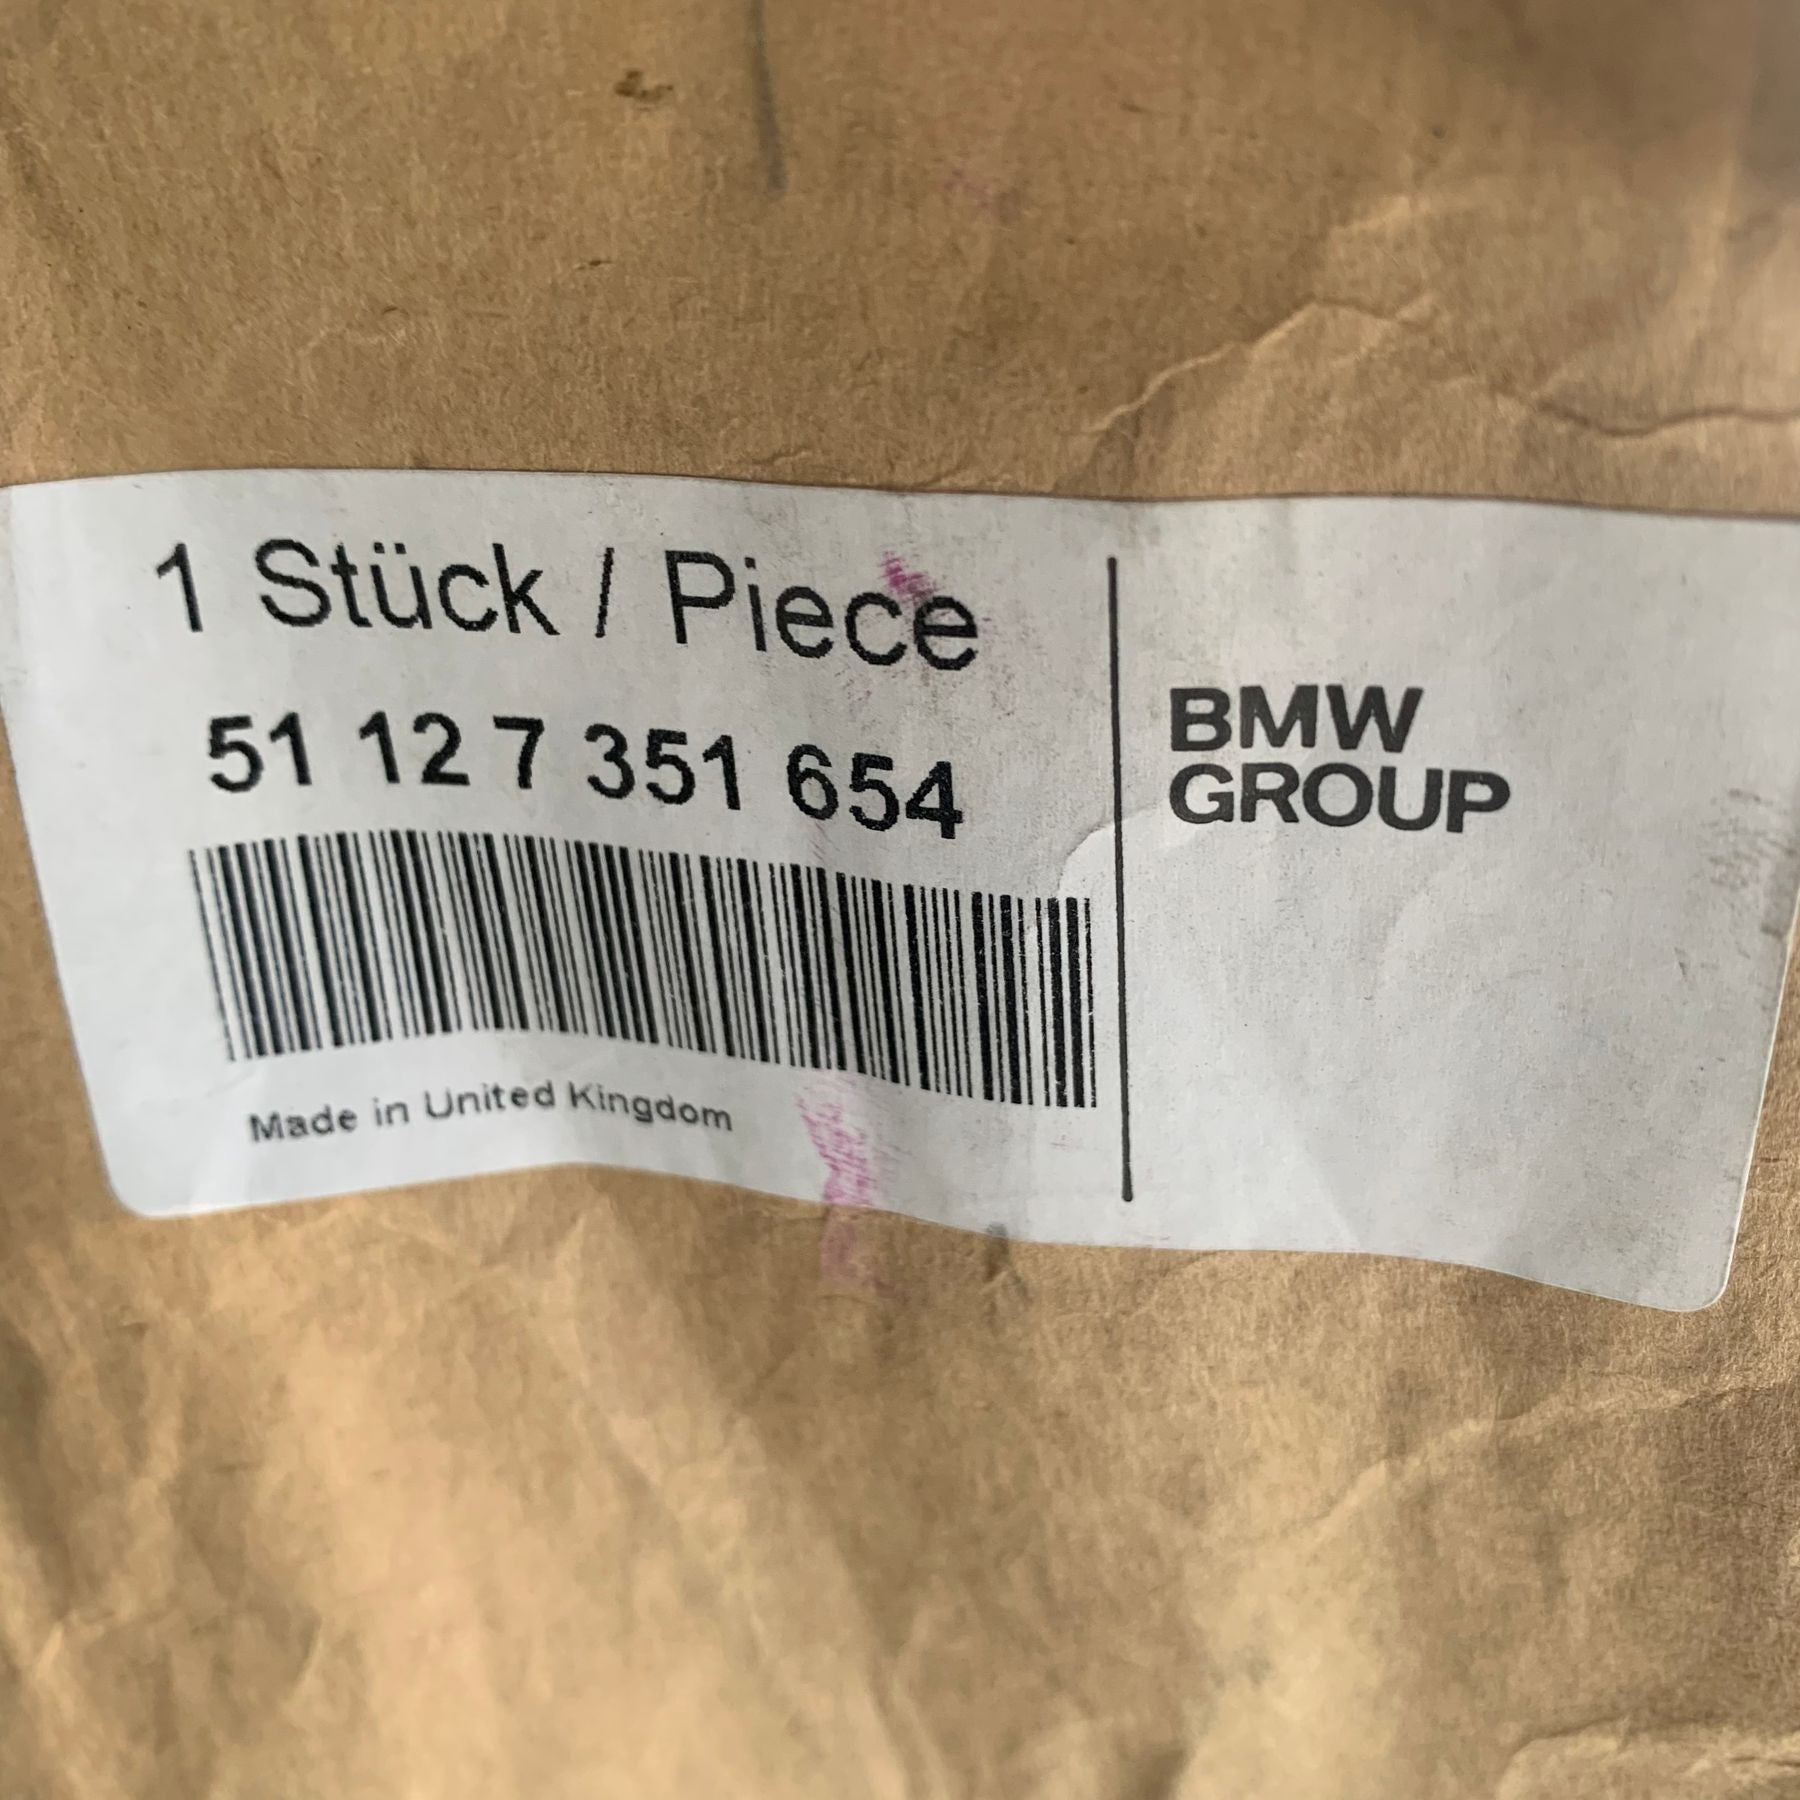 1 Stück / Piece
51 12 7 351 654
Made in United Kingdom
BMW
GROUP